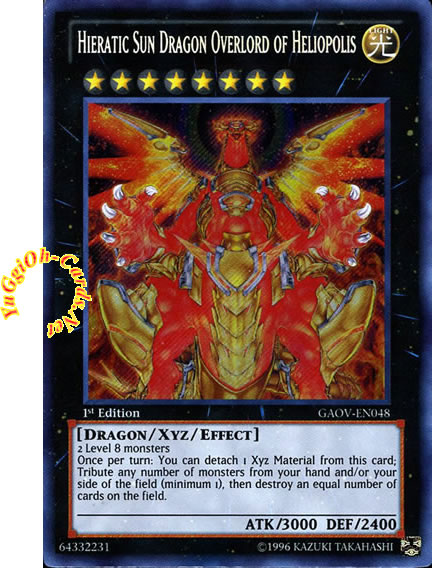 HIERATIC SUN DRAGON OVERLORD OF HELIOPOLIS
LIGHT
光
YuGgiOh-Cards.Net
1st Edition
GAOV-EN048
[DRAGON/XYZ/EFFECT]
2 Level 8 monsters
Once per turn: You can detach 1 Xyz Material from this card;
Tribute any number of monsters from your hand and/or your
side of the field (minimum 1), then destroy an equal number of
cards on the field.
ATK/3000 DEF/2400
64332231
©1996 KAZUKI TAKAHASHI